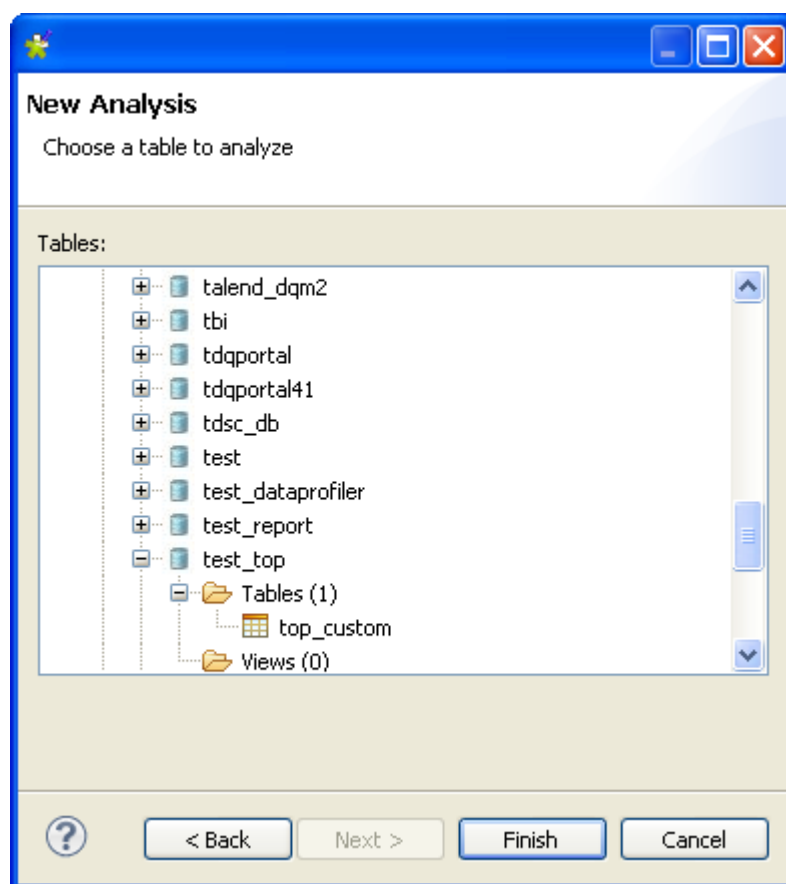 New Analysis
Choose a table to analyze
Tables:
talend_dqm2
tbi
tdqportal
tdqportal41
tdsc_db
test
test_dataprofiler
test_report
test_top
Tables (1)
top_custom
Views (0)
? < Back Next > Finish Cancel